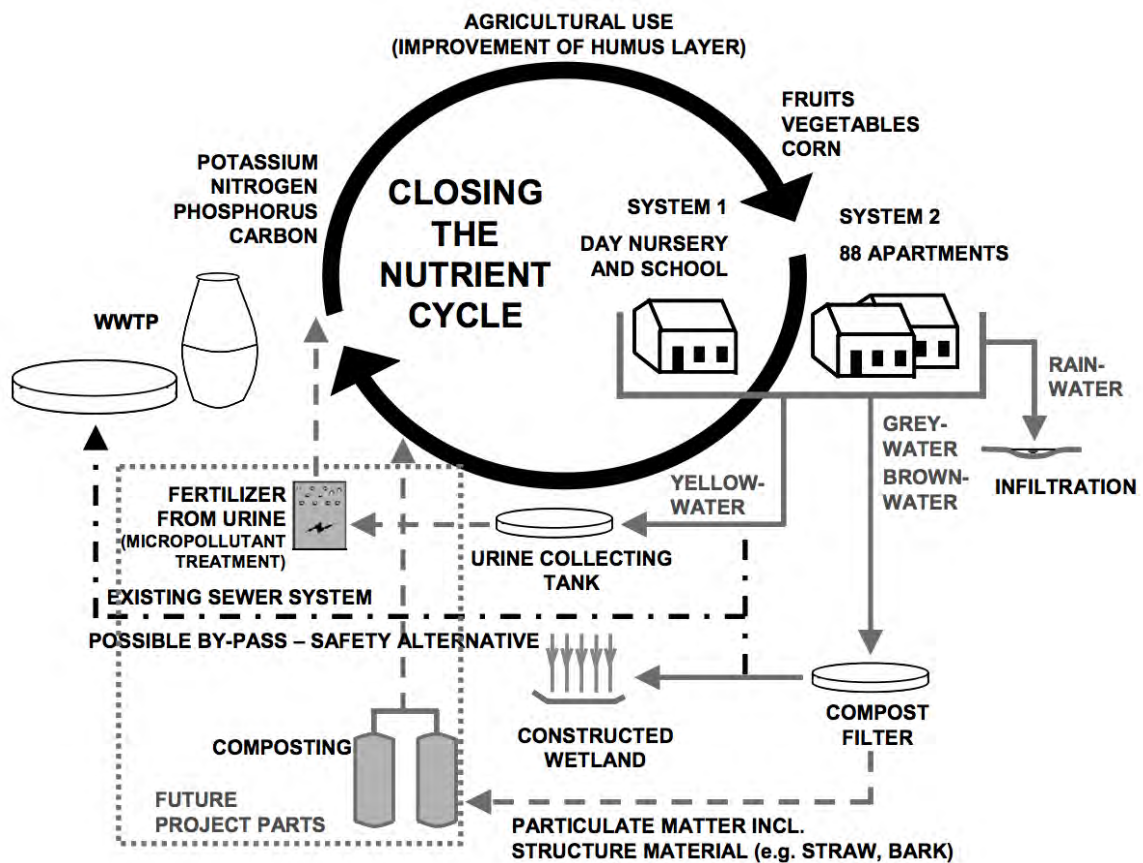 AGRICULTURAL USE
(IMPROVEMENT OF HUMUS LAYER)
FRUITS
VEGETABLES
CORN
POTASSIUM
NITROGEN
PHOSPHORUS
CARBON
CLOSING
THE
NUTRIENT
CYCLE
SYSTEM 1
DAY NURSERY
AND SCHOOL
SYSTEM 2
88 APARTMENTS
WWTP
RAIN-
WATER
GREY-
WATER
BROWN-
WATER
INFILTRATION
YELLOW-
WATER
FERTILIZER
FROM URINE
(MICROPOLLUTANT
TREATMENT)
URINE COLLECTING
TANK
EXISTING SEWER SYSTEM
POSSIBLE BY-PASS – SAFETY ALTERNATIVE
COMPOST
FILTER
CONSTRUCTED
WETLAND
COMPOSTING
FUTURE
PROJECT PARTS
PARTICULATE MATTER INCL.
STRUCTURE MATERIAL (e.g. STRAW, BARK)